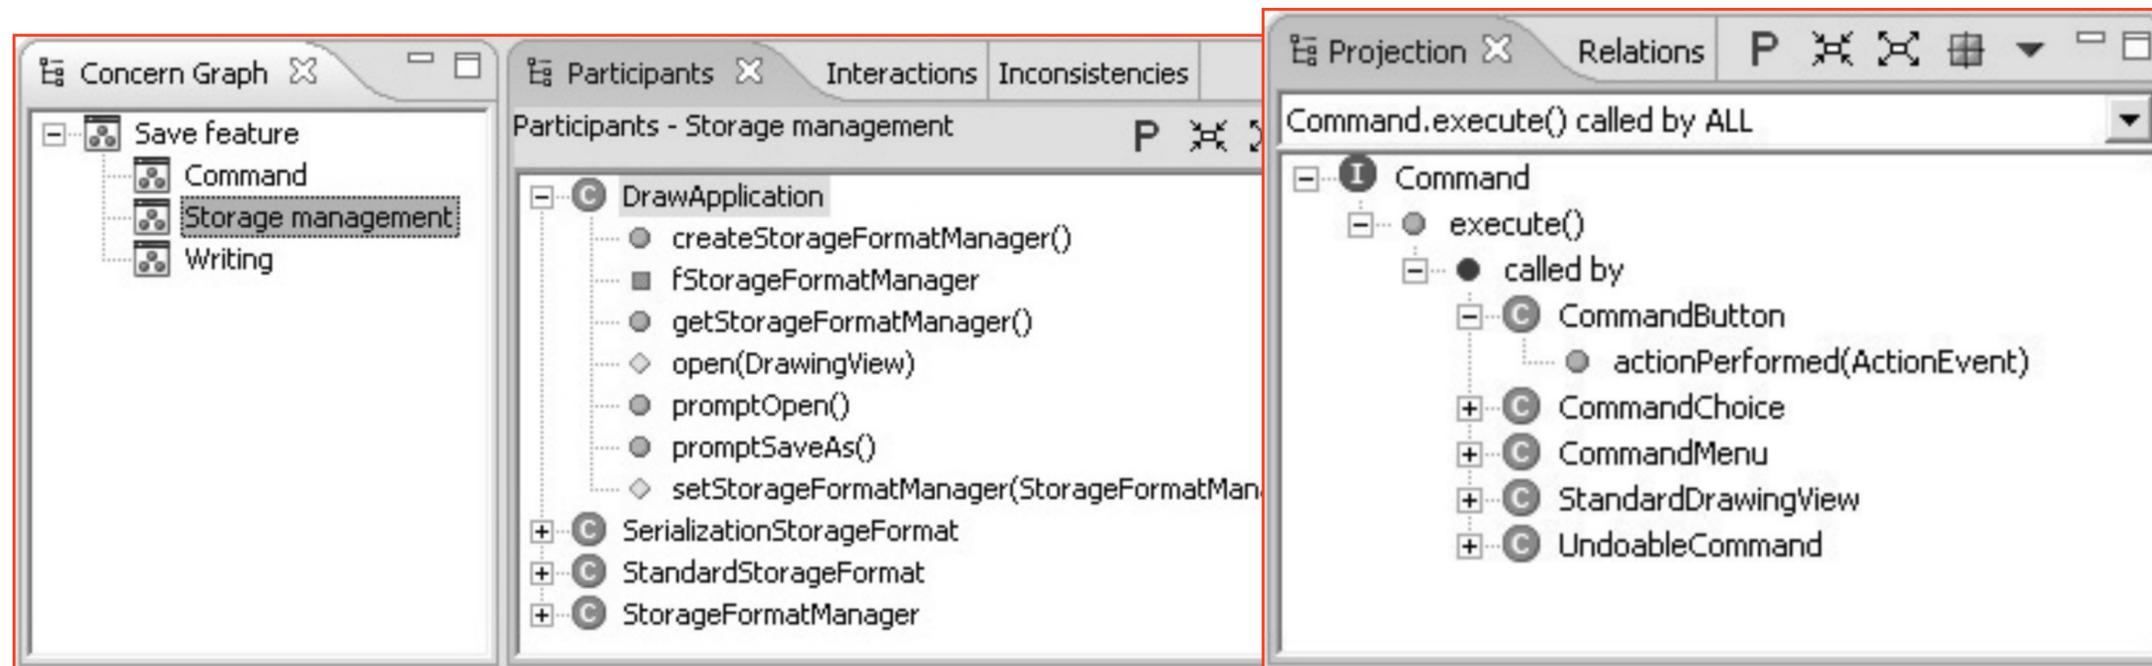 Concern Graph
Save feature
Command
Storage management
Writing
Participants Interactions Inconsistencies
Participants - Storage management P
C DrawApplication
createStorageFormatManager()
fStorageFormatManager
getStorageFormatManager()
open(DrawingView)
promptOpen()
promptSaveAs()
setStorageFormatManager(StorageFormatMan
C SerializationStorageFormat
C StandardStorageFormat
C StorageFormatManager
Projection Relations P
Command.execute() called by ALL
I Command
execute()
called by
C CommandButton
actionPerformed(ActionEvent)
C CommandChoice
C CommandMenu
C StandardDrawingView
C UndoableCommand